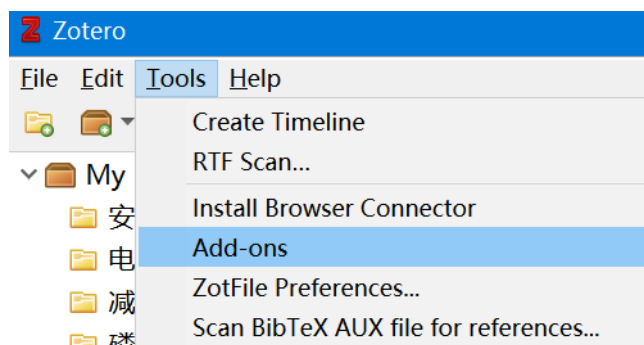 Zotero
File Edit Tools Help
Create Timeline
RTF Scan...
My
Install Browser Connector
安
Add-ons
电
ZotFile Preferences...
减
Scan BibTeX AUX file for references...